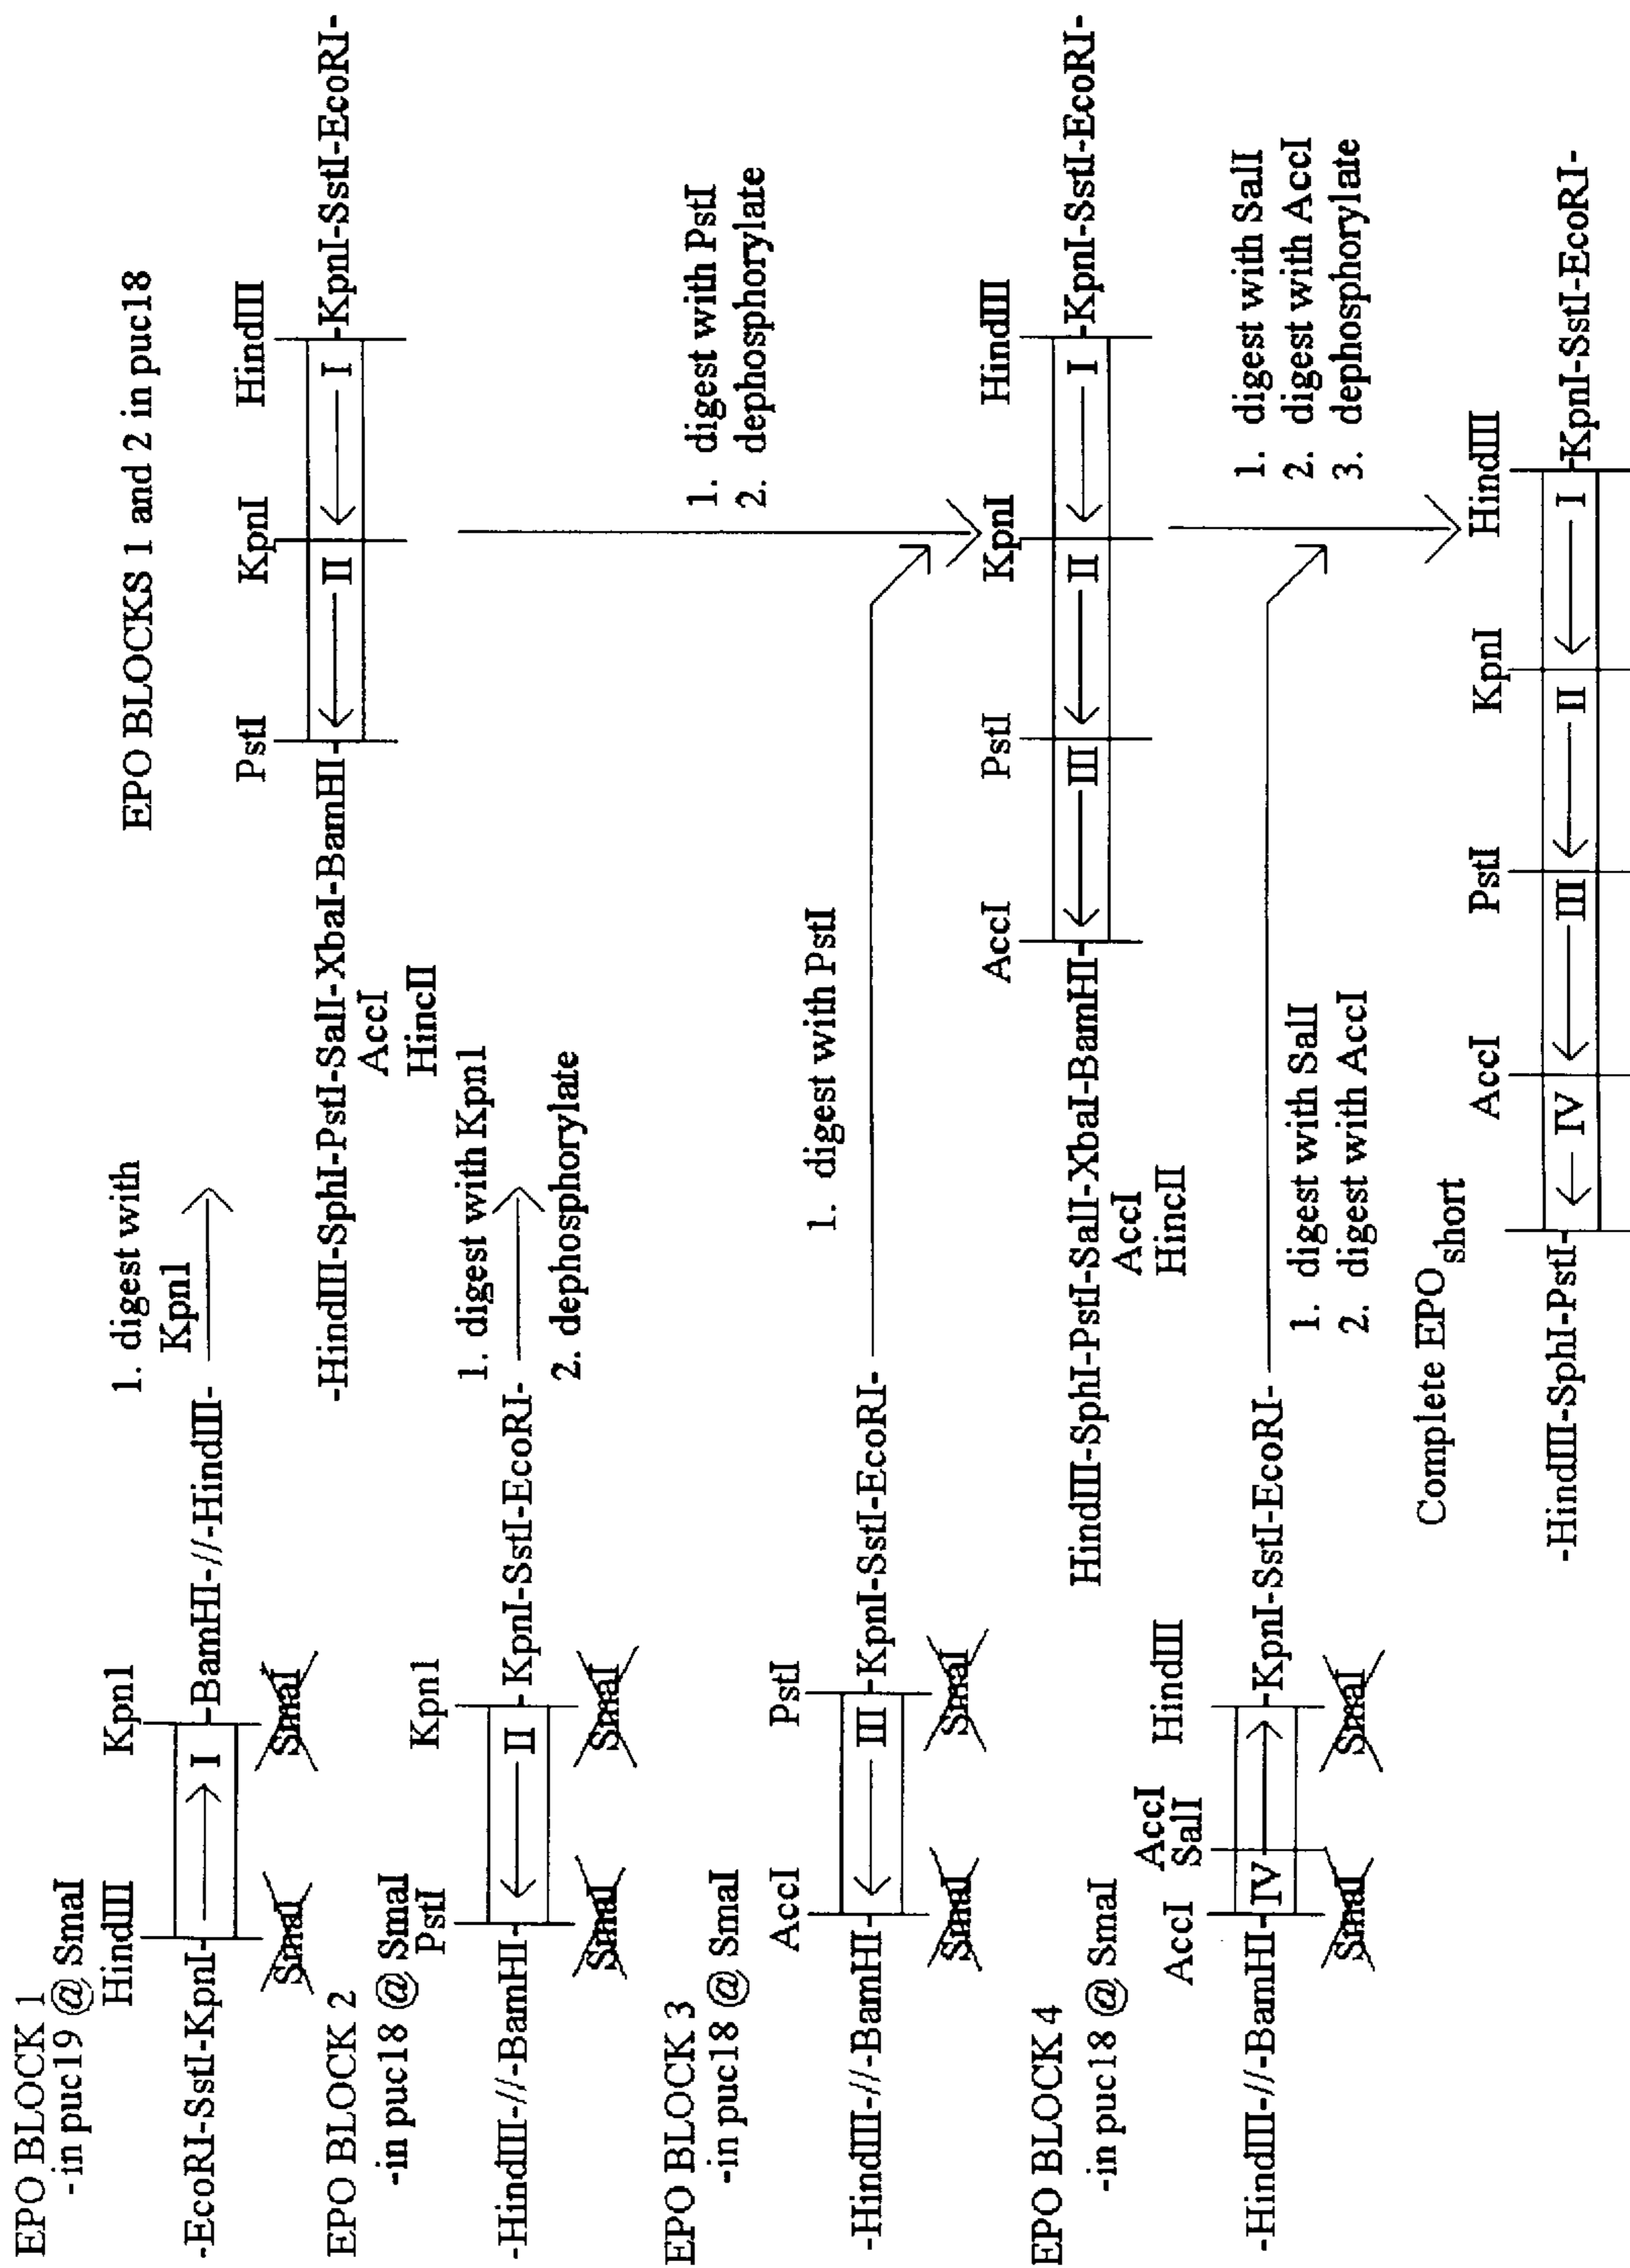 EPO BLOCK 1
-in puc19 @ SmaI
HindIII
Kpn1
-EcoRI-SstI-KpnI-
I
-BamHI-//-HindIII-
SmaI
SmaI
1. digest with
Kpn1
EPO BLOCK 2
-in puc18 @ SmaI
PstI
Kpn1
-HindIII-//-BamHI-
II
-KpnI-SstI-EcoRI-
SmaI
SmaI
1. digest with Kpn1
2. dephosphorylate
EPO BLOCKS 1 and 2 in puc18
PstI
KpnI
HindIII
-HindIII-SphI-PstI-SalI-XbaI-BamHI-
II
I
-KpnI-SstI-EcoRI-
AccI
HincII
1. digest with PstI
2. dephosphorylate
EPO BLOCK 3
-in puc18 @ SmaI
AccI
PstI
-HindIII-//-BamHI-
III
-KpnI-SstI-EcoRI-
SmaI
SmaI
1. digest with PstI
AccI
PstI
KpnI
HindIII
HindIII-SphI-PstI-SalI-XbaI-BamHI-
III
II
I
-KpnI-SstI-EcoRI-
AccI
HincII
1. digest with SalI
2. digest with AccI
3. dephosphorylate
EPO BLOCK 4
-in puc18 @ SmaI
AccI
AccI
SalI
HindIII
-HindIII-//-BamHI-
IV
-KpnI-SstI-EcoRI-
SmaI
SmaI
1. digest with SalI
2. digest with AccI
Complete EPO short
AccI
PstI
KpnI
HindIII
-HindIII-SphI-PstI-
IV
III
II
I
-KpnI-SstI-EcoRI-